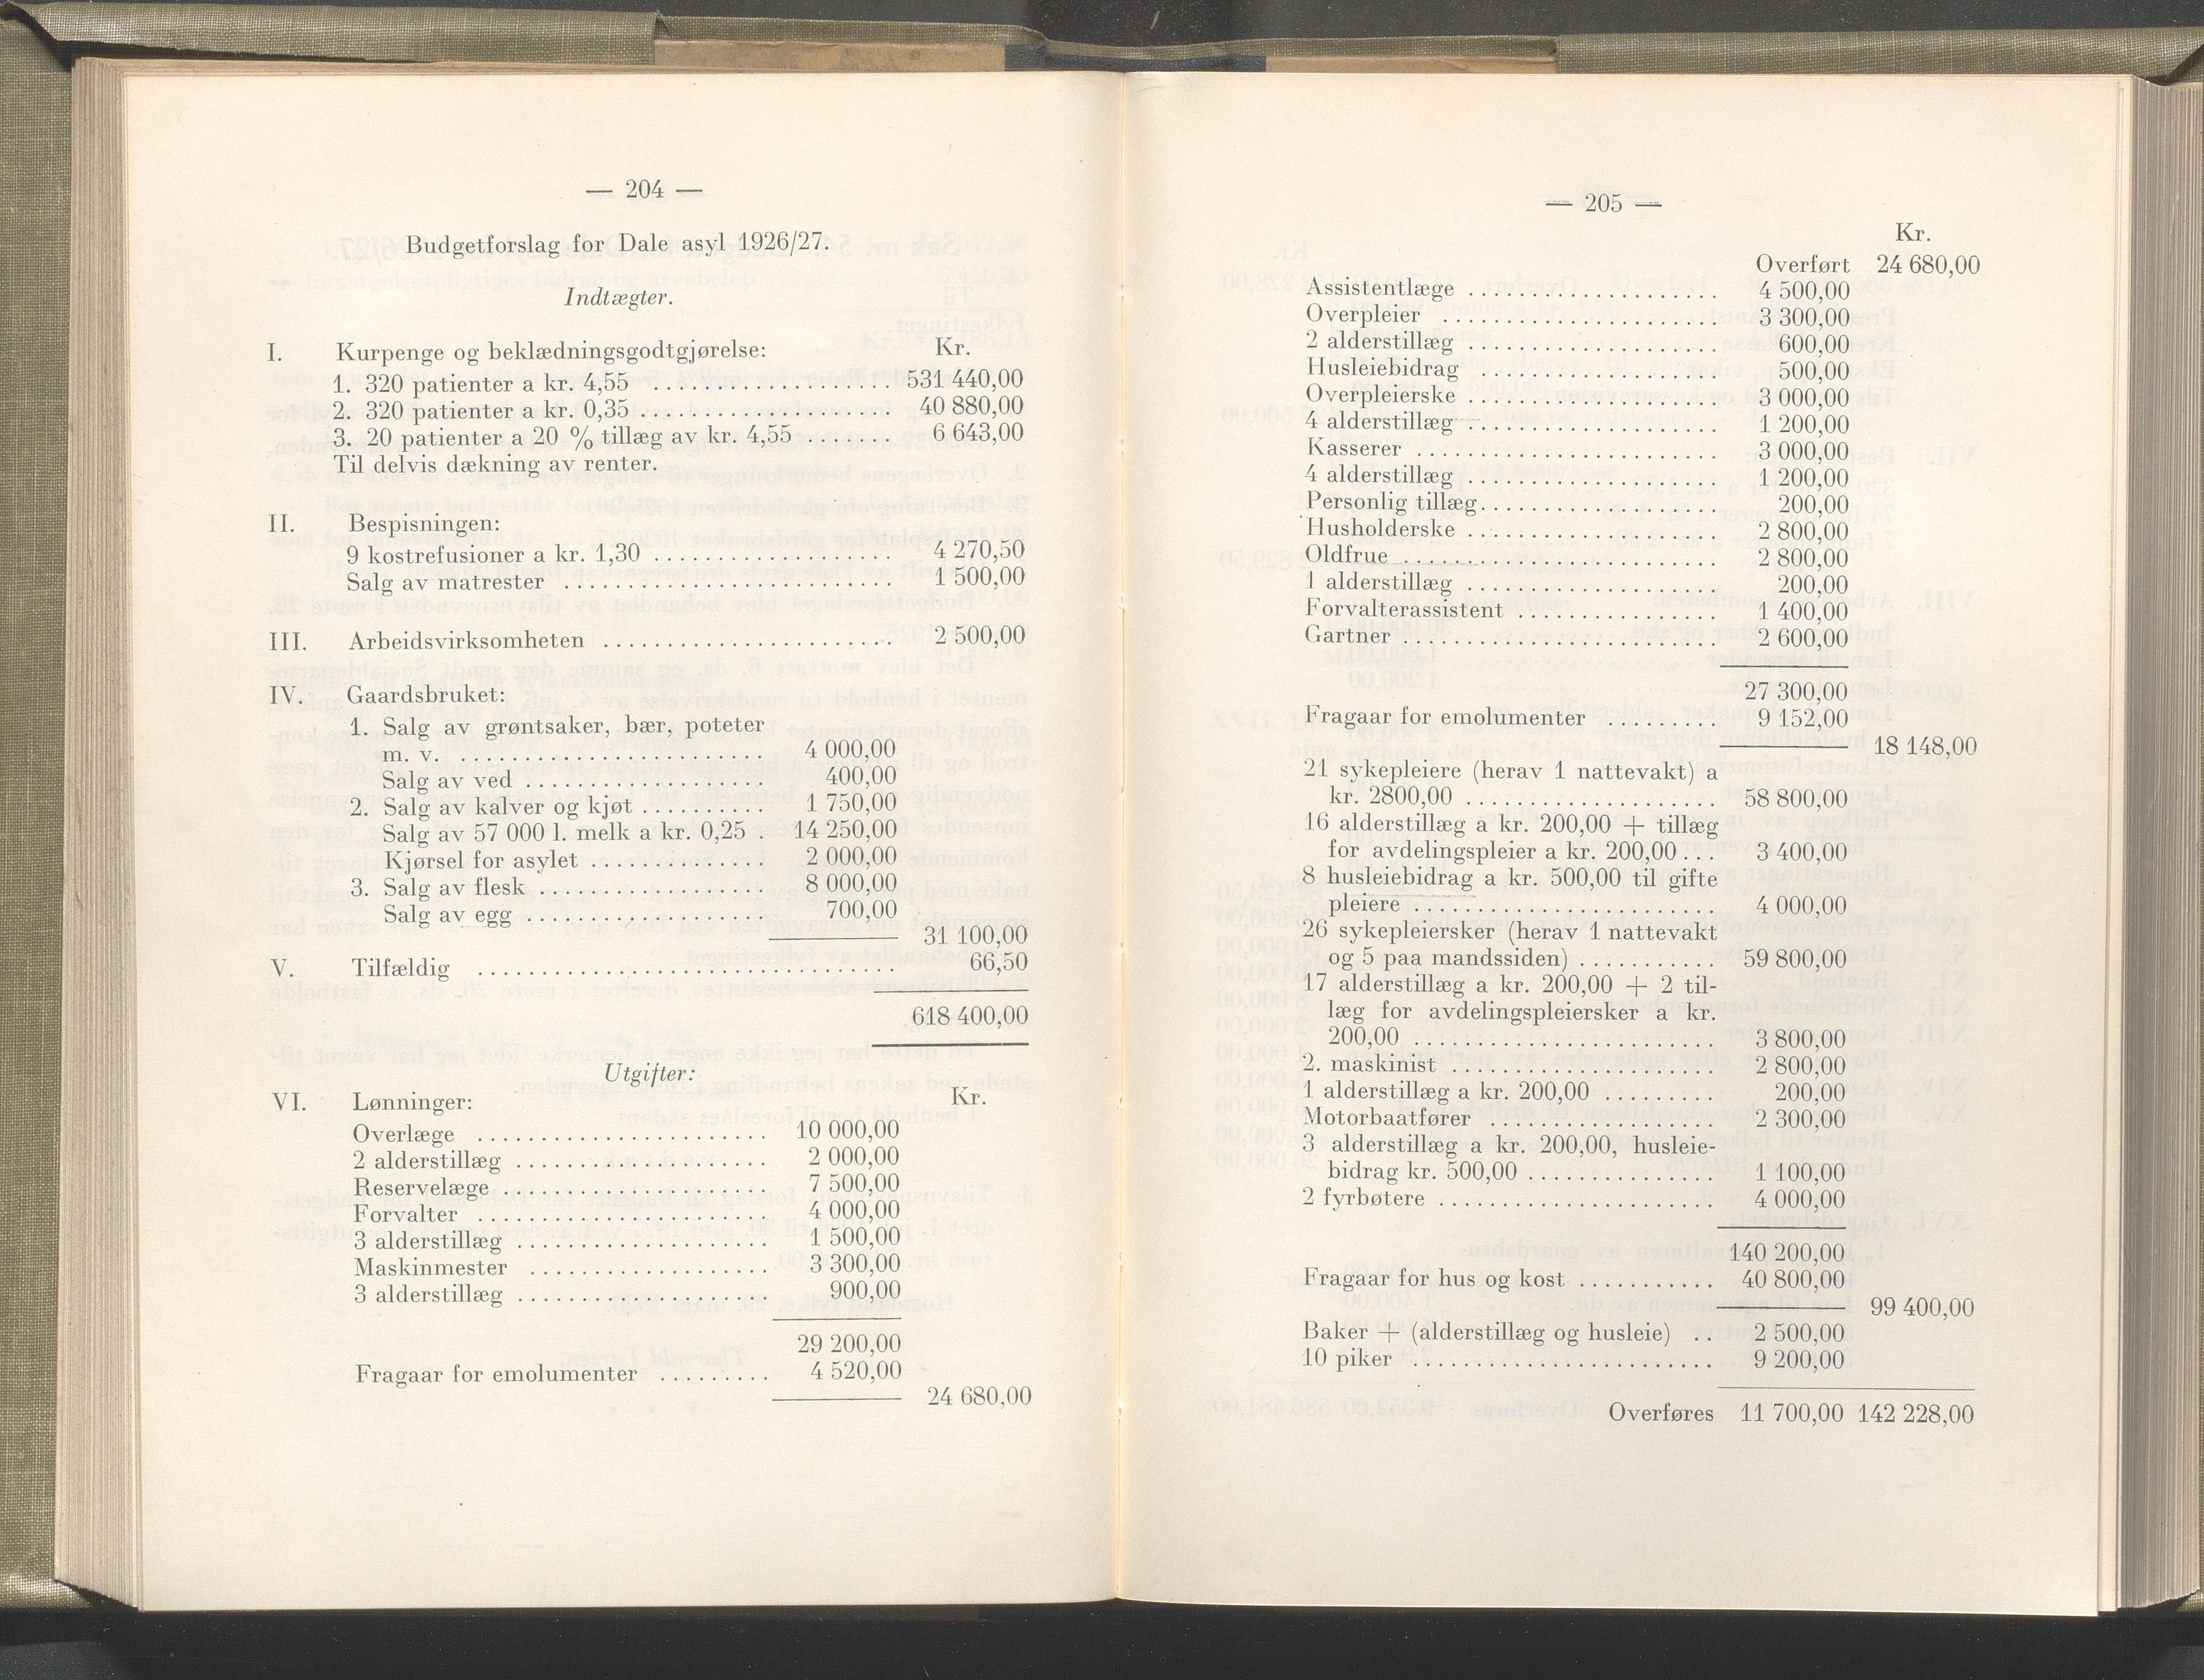 — 204 —
Budgetforslag for Dale asyl 1926/27.
Indtægter.
I. Kurpenge og beklædningsgodtgjørelse: Kr.
1. 320 patienter a kr. 4,55 .................... 531 440,00
2. 320 patienter a kr. 0,35 .................... 40 880,00
3. 20 patienter a 20 % tillæg av kr. 4,55 ....... 6 643,00
Til delvis dækning av renter.
II. Bespisningen:
9 kostrefusioner a kr. 1,30 ................... 4 270,50
Salg av matrester .......................... 1 500,00
III. Arbeidsvirksomheten ....................... 2 500,00
IV. Gaardsbruket:
1. Salg av grøntsaker, bær, poteter
m. v. ........................ 4 000,00
Salg av ved ................... 400,00
2. Salg av kalver og kjøt .......... 1 750,00
Salg av 57 000 l. melk a kr. 0,25 . 14 250,00
Kjørsel for asylet .............. 2 000,00
3. Salg av flesk .................. 8 000,00
Salg av egg ................... 700,00
31 100,00
V. Tilfældig ................................. 66,50
618 400,00
Utgifter:
VI. Lønninger: Kr.
Overlæge ....................... 10 000,00
2 alderstillæg .................... 2 000,00
Reservelæge ..................... 7 500,00
Forvalter ....................... 4 000,00
3 alderstillæg .................... 1 500,00
Maskinmester ................... 3 300,00
3 alderstillæg .................... 900,00
29 200,00
Fragaar for emolumenter ......... 4 520,00
24 680,00
— 205 —
Kr.
Overført 24 680,00
Assistentlæge .................... 4 500,00
Overpleier ...................... 3 300,00
2 alderstillæg .................... 600,00
Husleiebidrag .................... 500,00
Overpleierske .................... 3 000,00
4 alderstillæg .................... 1 200,00
Kasserer ........................ 3 000,00
4 alderstillæg .................... 1 200,00
Personlig tillæg................... 200,00
Husholderske .................... 2 800,00
Oldfrue ......................... 2 800,00
1 alderstillæg .................... 200,00
Forvalterassistent ................ 1 400,00
Gartner ......................... 2 600,00
27 300,00
Fragaar for emolumenter ......... 9 152,00
18 148,00
21 sykepleiere (herav 1 nattevakt) a
kr. 2800,00 .................... 58 800,00
16 alderstillæg a kr. 200,00 + tillæg
for avdelingspleier a kr. 200,00... 3 400,00
8 husleiebidrag a kr. 500,00 til gifte
pleiere ........................ 4 000,00
26 sykepleiersker (herav 1 nattevakt
og 5 paa mandssiden) ........... 59 800,00
17 alderstillæg a kr. 200,00 + 2 til-
læg for avdelingspleiersker a kr.
200,00 ........................ 3 800,00
2. maskinist ..................... 2 800,00
1 alderstillæg a kr. 200,00 ......... 200,00
Motorbaatfører .................. 2 300,00
3 alderstillæg a kr. 200,00, husleie-
bidrag kr. 500,00 ............... 1 100,00
2 fyrbøtere ...................... 4 000,00
140 200,00
Fragaar for hus og kost ........... 40 800,00
99 400,00
Baker + (alderstillæg og husleie) .. 2 500,00
10 piker ........................ 9 200,00
Overføres 11 700,00 142 228,00